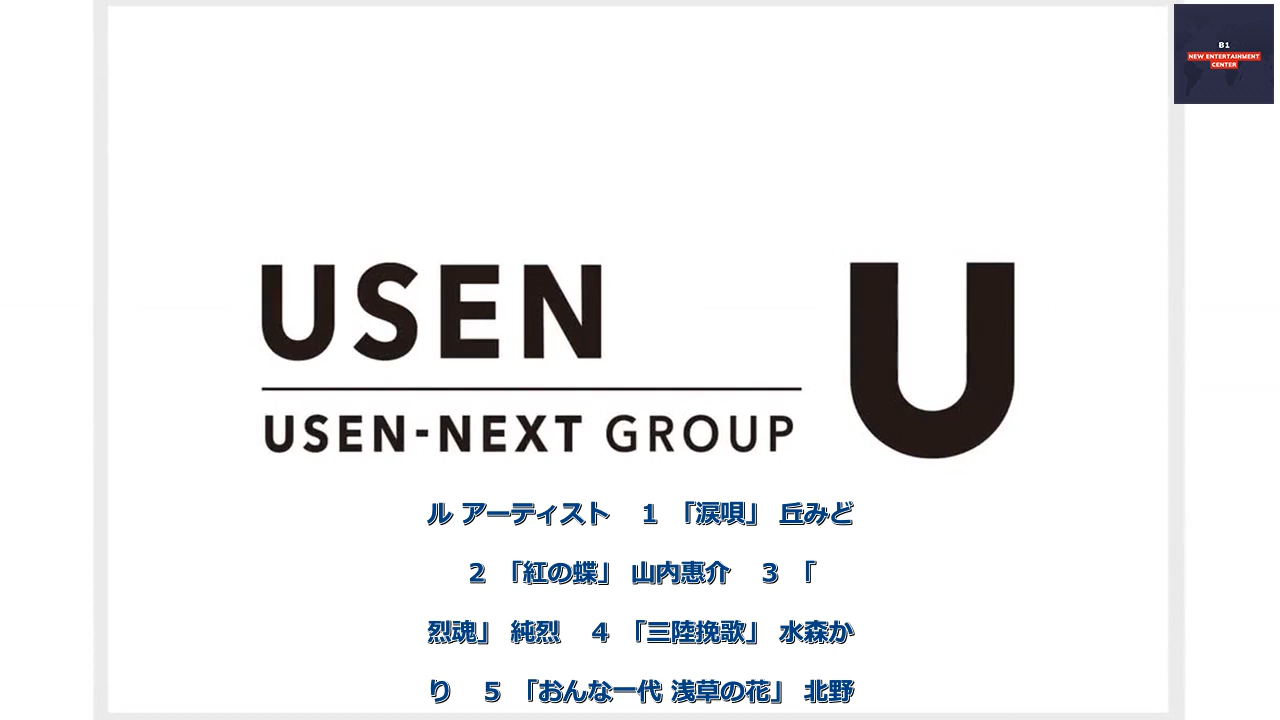 B1
NEW ENTERTAINMENT
CENTER
USEN
USEN-NEXT GROUP
U
ル アーティスト 1 「涙唄」 丘みど
2 「紅の蝶」 山内惠介 3 「
烈魂」 純烈 4 「三陸挽歌」 水森か
り 5 「おんな一代 浅草の花」 北野